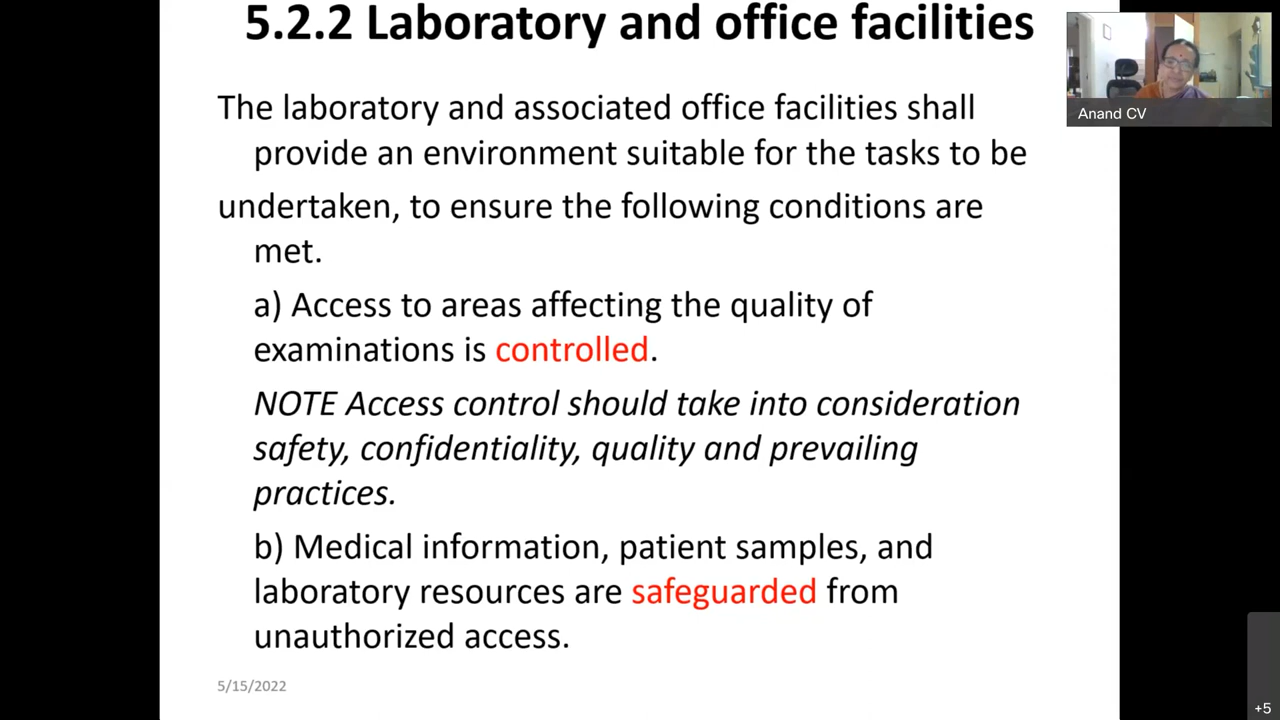 5.2.2 Laboratory and office facilities
Anand CV
The laboratory and associated office facilities shall
provide an environment suitable for the tasks to be
undertaken, to ensure the following conditions are
met.
a) Access to areas affecting the quality of
examinations is controlled.
NOTE Access control should take into consideration
safety, confidentiality, quality and prevailing
practices.
b) Medical information, patient samples, and
laboratory resources are safeguarded from
unauthorized access.
5/15/2022
+5